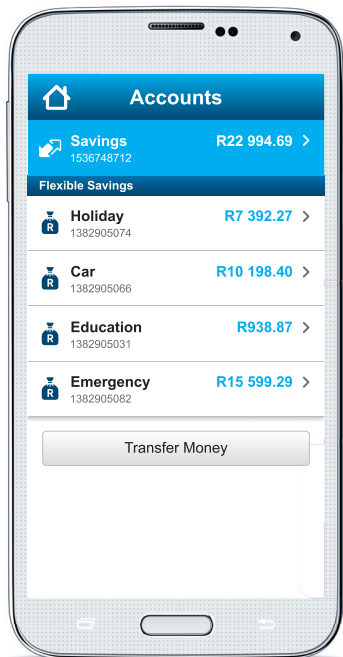 Accounts
Savings R22 994.69
1536748712
Flexible Savings
R Holiday R7 392.27
1382905074
R Car R10 198.40
1382905066
R Education R938.87
1382905031
R Emergency R15 599.29
1382905082
Transfer Money